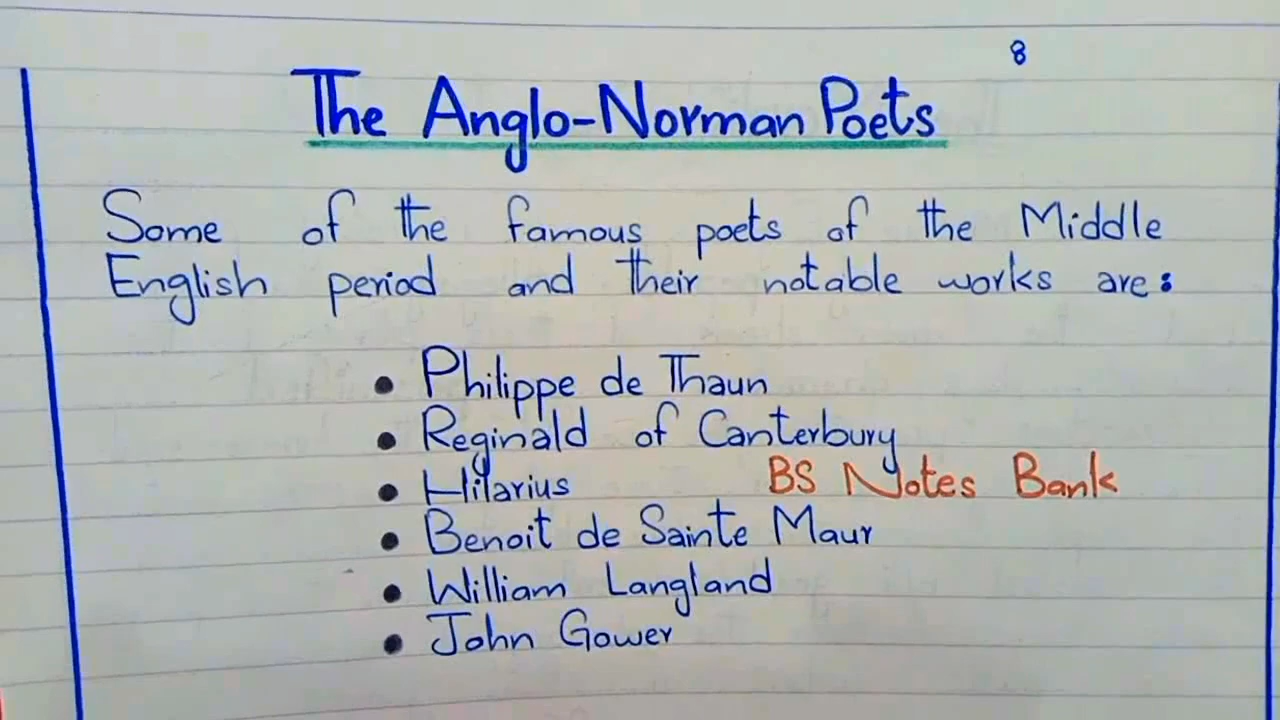 8
The Anglo-Norman Poets
Some of the famous poets of the Middle
English period and their notable works are:
• Philippe de Thaun
• Reginald of Canterbury
• Hilarius BS Notes Bank
• Benoit de Sainte Maur
• William Langland
• John Gower